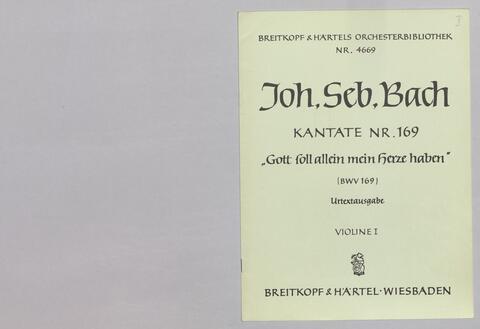 I
BREITKOPF & HÄRTELS ORCHESTERBIBLIOTHEK
NR. 4669
Joh. Seb. Bach
KANTATE NR. 169
„Gott soll allein mein Herze haben“
(BWV 169)
Urtextausgabe
VIOLINE I
BREITKOPF & HÄRTEL · WIESBADEN